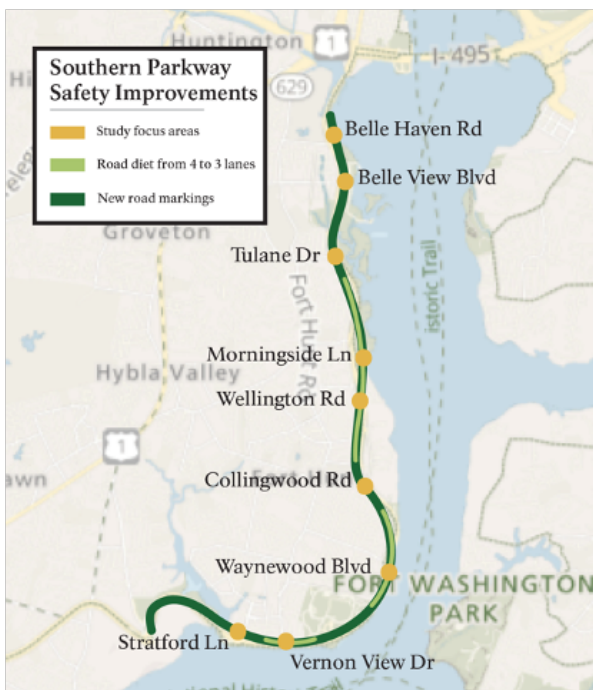 Huntington
1
I- 495
Southern Parkway
Safety Improvements
629
Study focus areas
Road diet from 4 to 3 lanes
New road markings
Belle Haven Rd
Belle View Blvd
Groveton
Tulane Dr
Fort Hunt Rd
istoric Trail
Morningside Ln
Hybla Valley
Wellington Rd
1
awn
Collingwood Rd
Waynewood Blvd
FORT WASHINGTON
PARK
Stratford Ln
Vernon View Dr